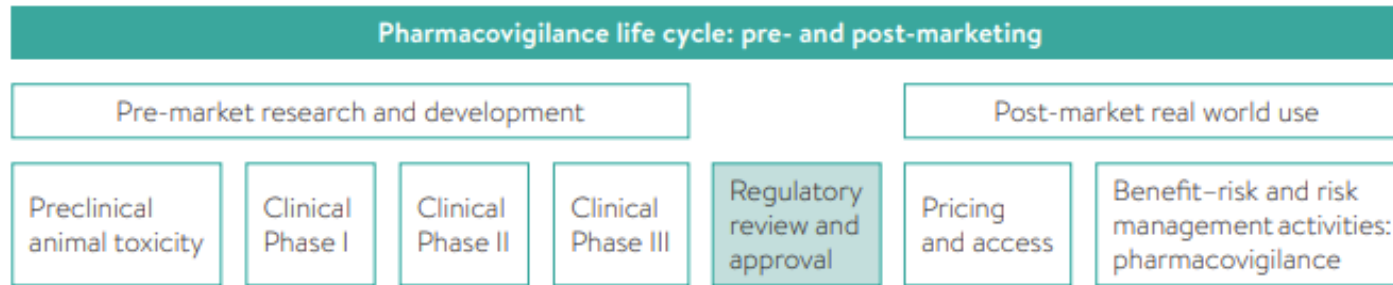 Pharmacovigilance life cycle: pre- and post-marketing
Pre-market research and development
Post-market real world use
Preclinical
animal toxicity
Clinical
Phase I
Clinical
Phase II
Clinical
Phase III
Regulatory
review and
approval
Pricing
and access
Benefit–risk and risk
management activities:
pharmacovigilance